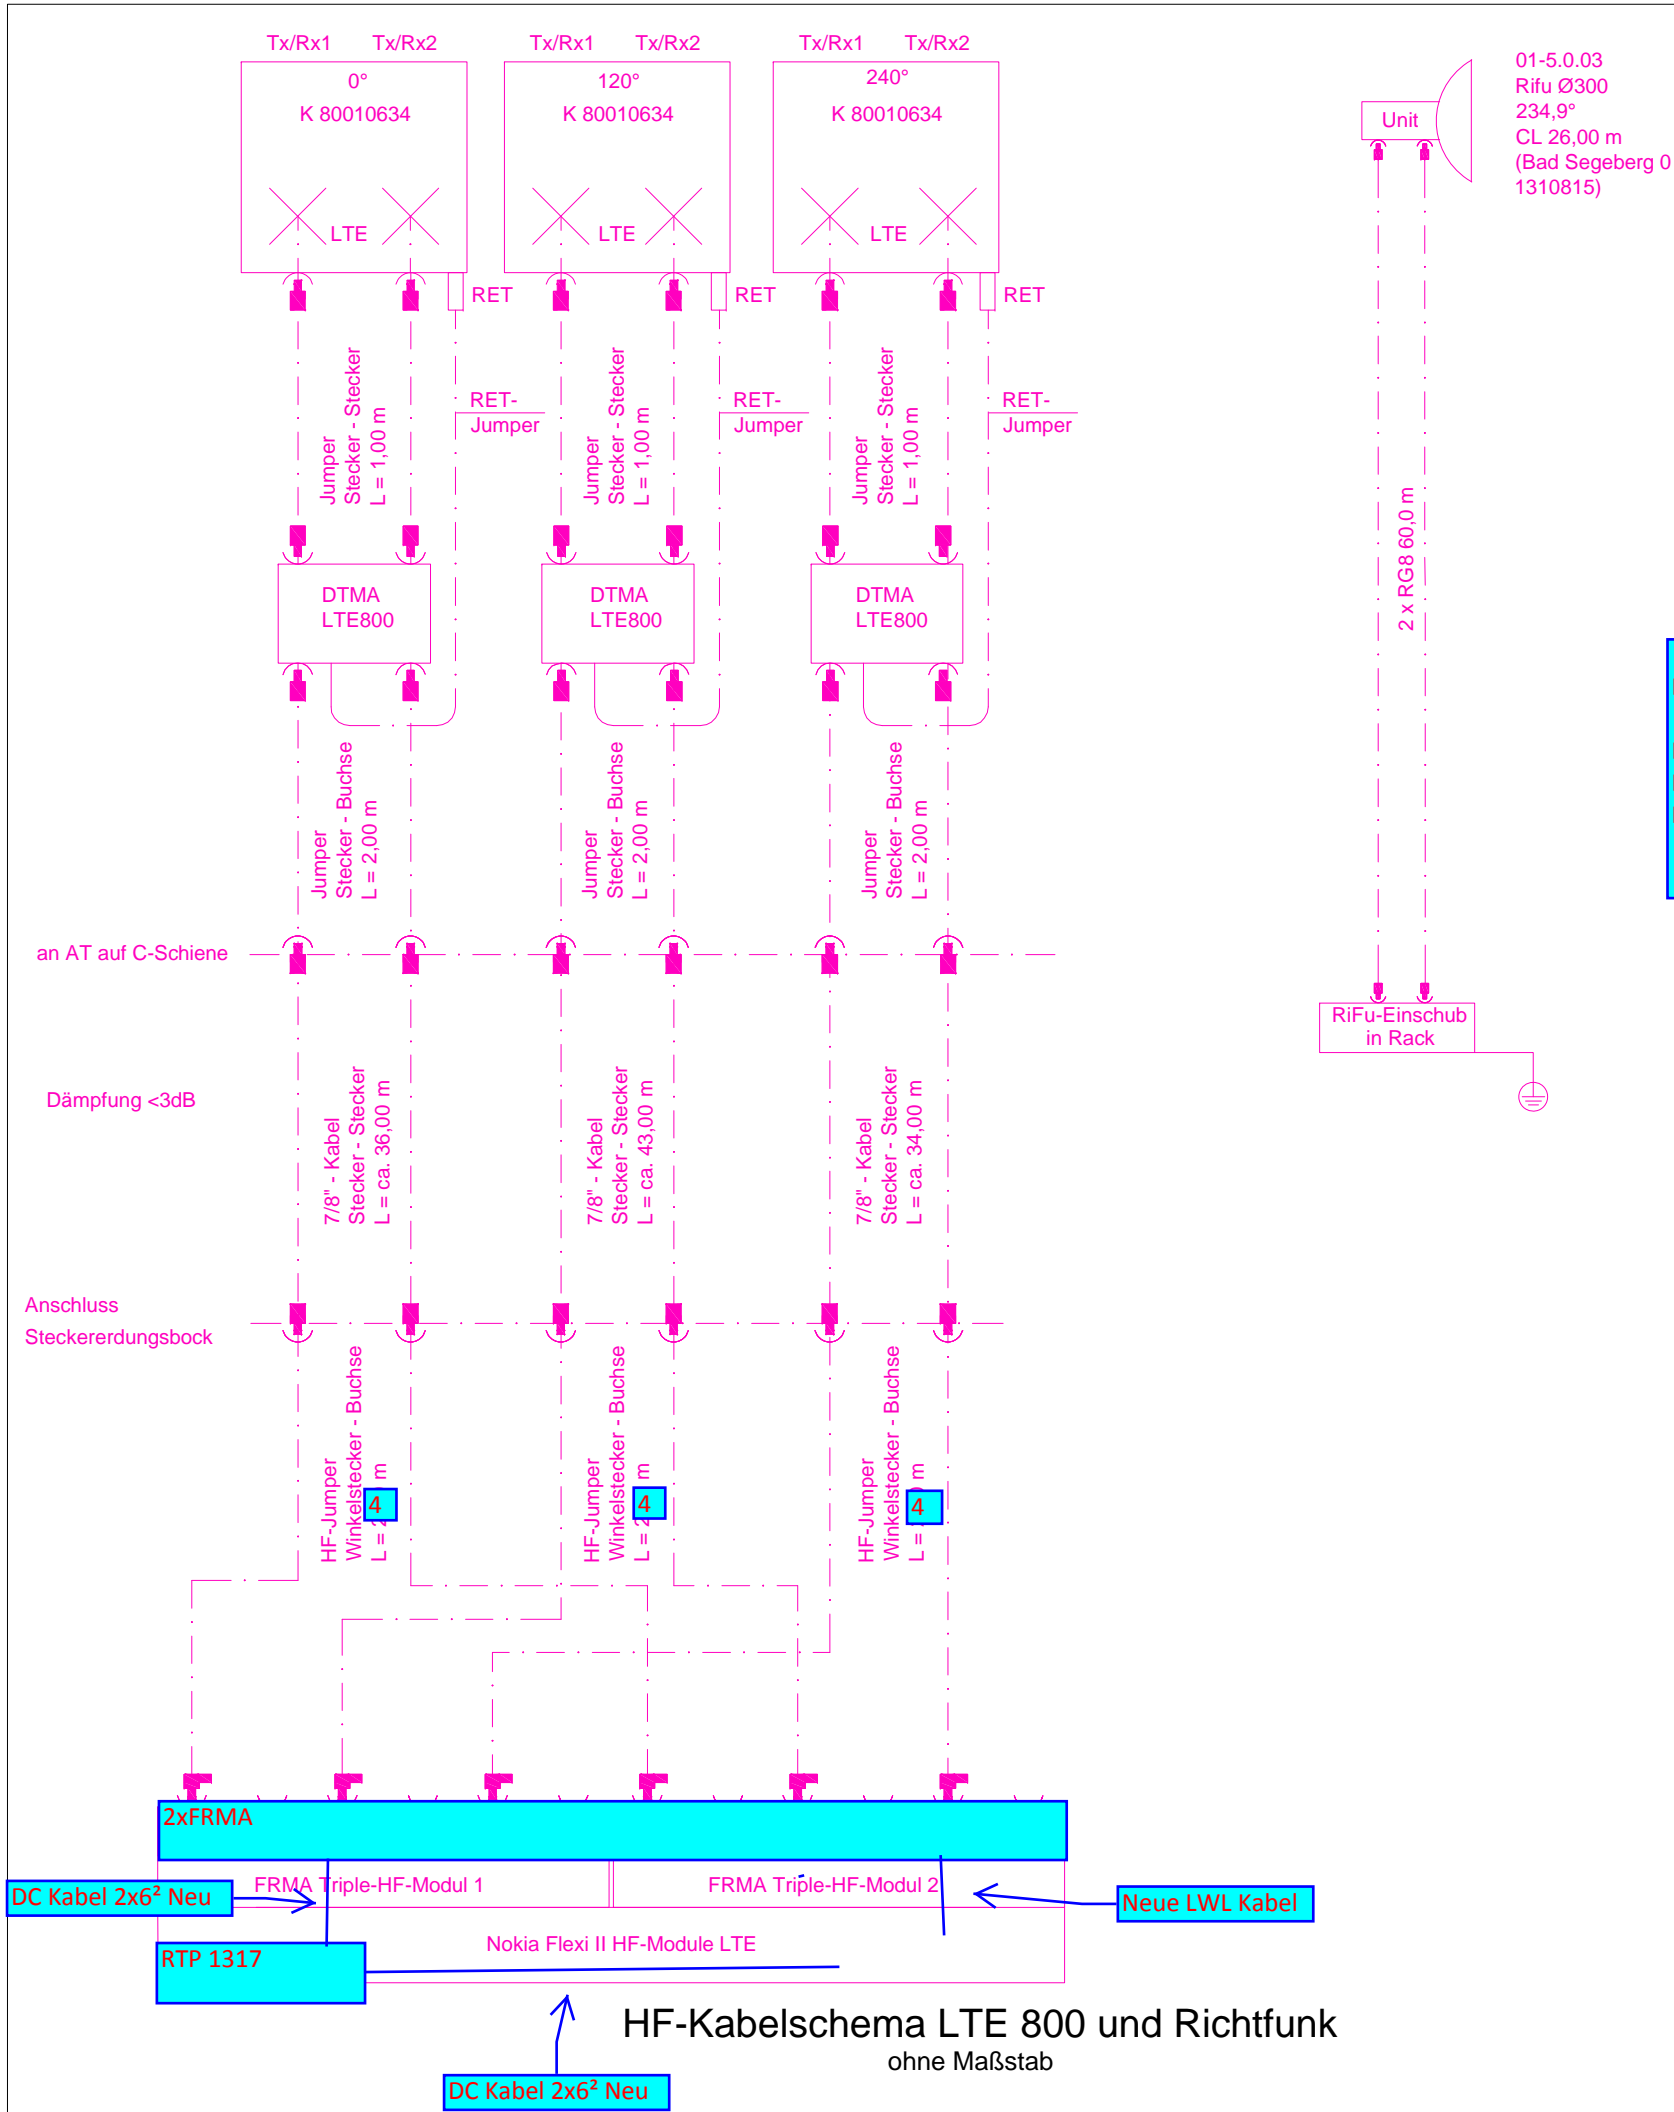 Tx/Rx1 Tx/Rx2 Tx/Rx1 Tx/Rx2 Tx/Rx1 Tx/Rx2
0° 120° 240°
K 80010634 K 80010634 K 80010634
LTE LTE LTE
RET RET RET
01-5.0.03
Rifu Ø300
234,9°
CL 26,00 m
(Bad Segeberg 0
1310815)
Unit
Jumper
Stecker - Stecker
L = 1,00 m
RET-
Jumper
Jumper
Stecker - Stecker
L = 1,00 m
RET-
Jumper
Jumper
Stecker - Stecker
L = 1,00 m
RET-
Jumper
2 x RG8 60,0 m
DTMA
LTE800
DTMA
LTE800
DTMA
LTE800
Jumper
Stecker - Buchse
L = 2,00 m
Jumper
Stecker - Buchse
L = 2,00 m
Jumper
Stecker - Buchse
L = 2,00 m
an AT auf C-Schiene
RiFu-Einschub
in Rack
Dämpfung <3dB
7/8" - Kabel
Stecker - Stecker
L = ca. 36,00 m
7/8" - Kabel
Stecker - Stecker
L = ca. 43,00 m
7/8" - Kabel
Stecker - Stecker
L = ca. 34,00 m
Anschluss
Steckererdungsbock
HF-Jumper
Winkelstecker - Buchse
L = m
4
HF-Jumper
Winkelstecker - Buchse
L = m
4
HF-Jumper
Winkelstecker - Buchse
L = m
4
2xFRMA
FRMA Triple-HF-Modul 1 FRMA Triple-HF-Modul 2
DC Kabel 2x6² Neu
Neue LWL Kabel
Nokia Flexi II HF-Module LTE
RTP 1317
HF-Kabelschema LTE 800 und Richtfunk
ohne Maßstab
DC Kabel 2x6² Neu